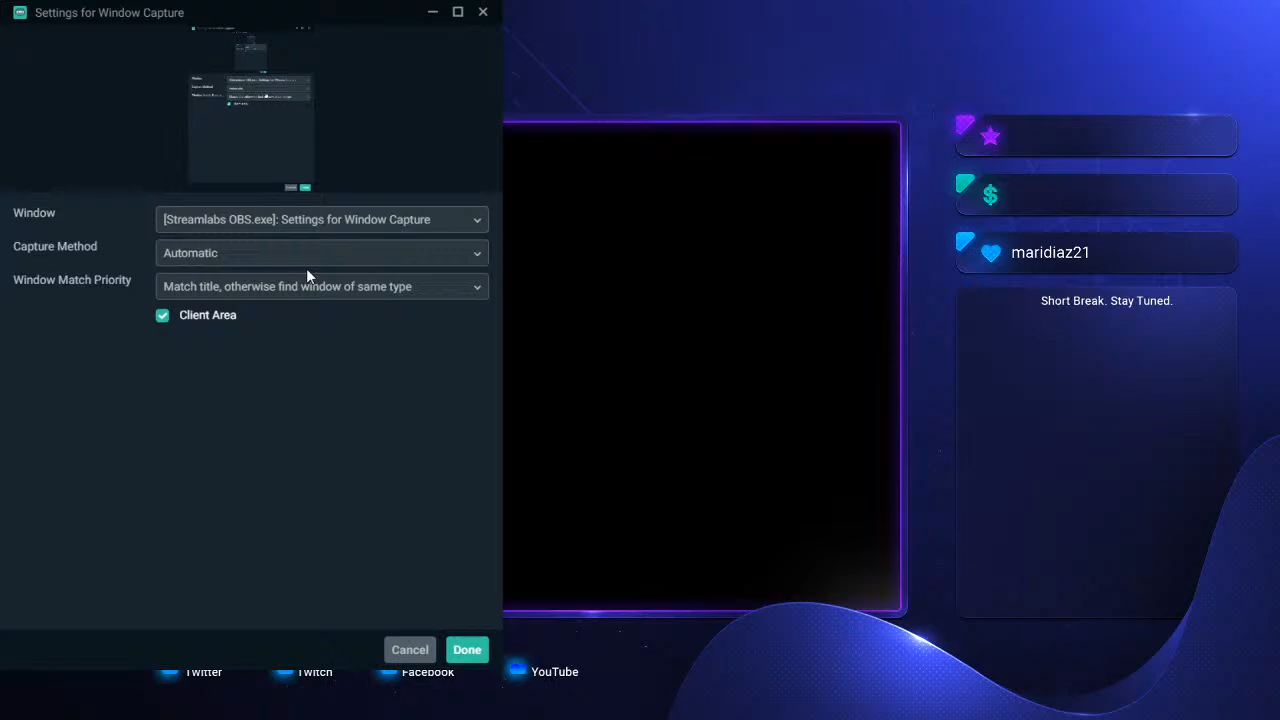 Settings for Window Capture
Window
[Streamlabs OBS.exe]: Settings for Window Capture
Capture Method
Automatic
Window Match Priority
Match title, otherwise find window of same type
Client Area
Cancel
Done
maridiaz21
Short Break. Stay Tuned.
Twitter
Twitch
Facebook
YouTube